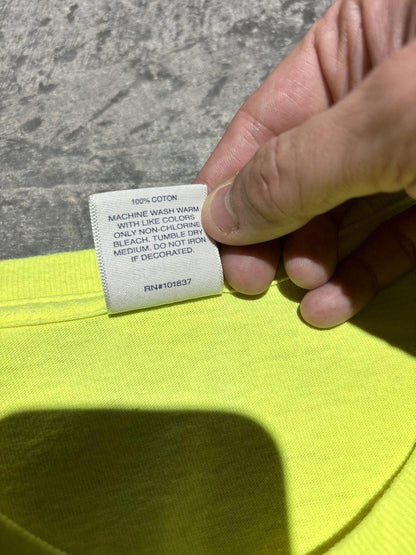 100% COTON
MACHINE WASH WARM
WITH LIKE COLORS
ONLY NON-CHLORINE
BLEACH. TUMBLE DRY
MEDIUM. DO NOT IRON
IF DECORATED.
RN#101837